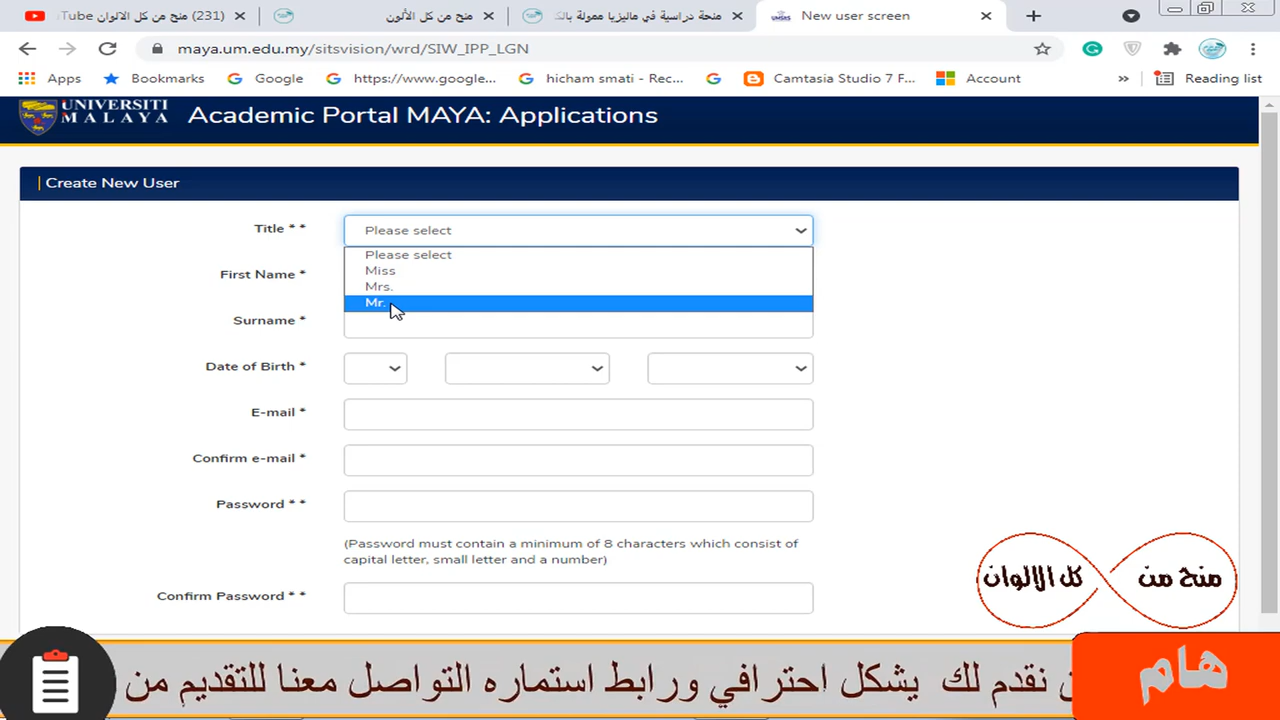 (231) منح من كل الالوان
منح من كل الألوان
منحة دراسية في ماليزيا ممولة بالك
New user screen
maya.um.edu.my/sitsvision/wrd/SIW_IPP_LGN
Apps Bookmarks Google https://www.google... hicham smati - Rec... Camtasia Studio 7 F... Account » Reading list
UNIVERSITI
MALAYA
Academic Portal MAYA: Applications
Create New User
Title * *
Please select
Please select
Miss
Mrs.
Mr.
First Name *
Surname *
Date of Birth *
E-mail *
Confirm e-mail *
Password * *
(Password must contain a minimum of 8 characters which consist of
capital letter, small letter and a number)
Confirm Password * *
منح من كل الالوان
هام
نقدم لك يشكل احترافي ورابط استماره التواصل معنا للتقديم من